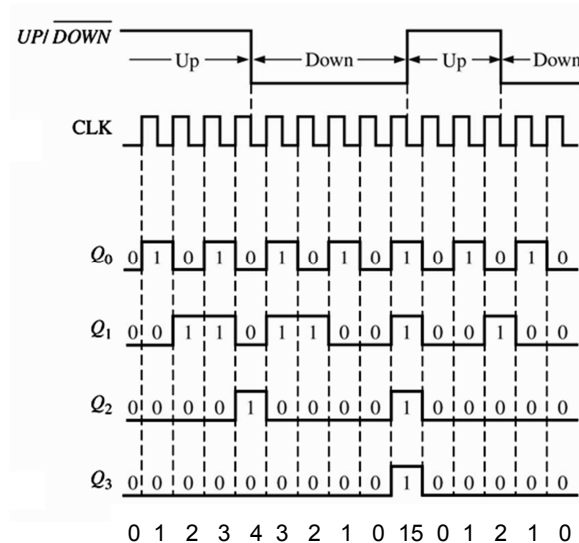 UP/DOWN
Up Down Up Down
CLK
Q0 0 1 0 1 0 1 0 1 0 1 0 1 0 1 0
Q1 0 0 1 1 0 1 1 0 0 1 0 0 1 0 0
Q2 0 0 0 0 1 0 0 0 0 1 0 0 0 0 0
Q3 0 0 0 0 0 0 0 0 0 1 0 0 0 0 0
0 1 2 3 4 3 2 1 0 15 0 1 2 1 0